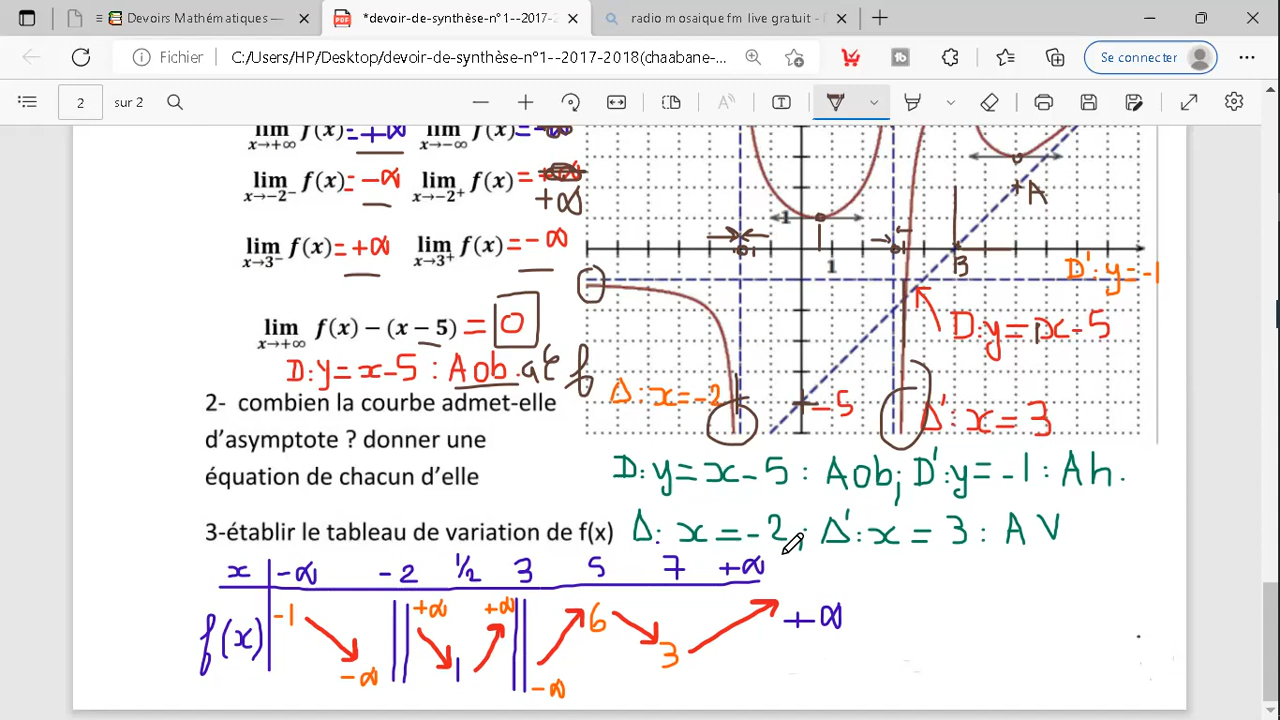 Devoirs Mathématiques —
*devoir-de-synthèse-n°1--2017-2
radio mosaique fm live gratuit -
Fichier
C:/Users/HP/Desktop/devoir-de-synthèse-n°1--2017-2018(chaabane-...
Se connecter
2 sur 2
lim x→+∞ f(x) = +∞ lim x→-∞ f(x) =
lim x→-2- f(x) = -∞ lim x→-2+ f(x) = +∞
lim x→3- f(x) = +∞ lim x→3+ f(x) = -∞
lim x→+∞ f(x) - (x - 5) = 0
D: y = x - 5 : Aob. à ζf
1
A
1
B
D': y = -1
D: y = x - 5
Δ: x = -2
-5
Δ': x = 3
2- combien la courbe admet-elle
d'asymptote ? donner une
équation de chacun d'elle
D: y = x - 5 : Aob; D': y = -1 : Ah.
3-établir le tableau de variation de f(x)
Δ: x = -2; Δ': x = 3 : AV
x -∞ -2 1/2 3 5 7 +∞
f(x) -1 -∞ +∞ 1 +∞ -∞ 6 3 +∞